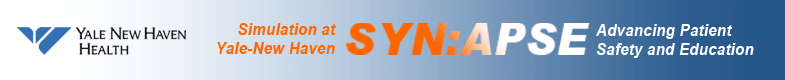 YALE NEW HAVEN
HEALTH
Simulation at
Yale-New Haven
SYN:APSE
Advancing Patient
Safety and Education